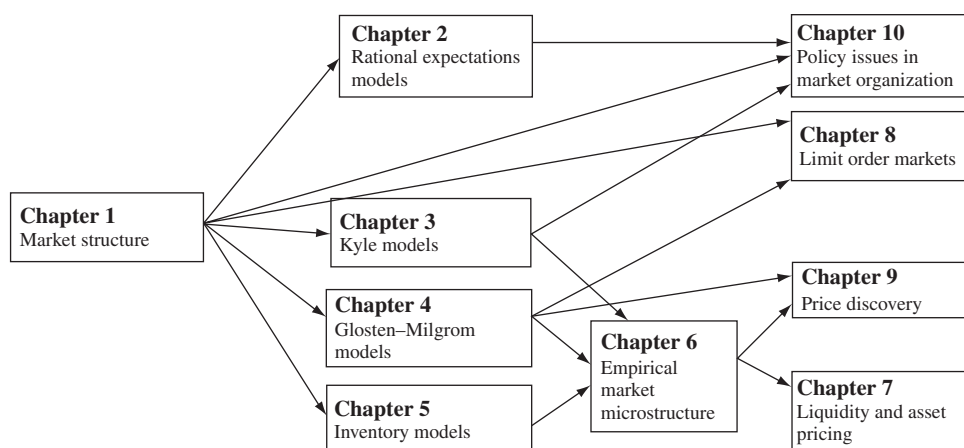 Chapter 1
Market structure
Chapter 2
Rational expectations
models
Chapter 3
Kyle models
Chapter 4
Glosten–Milgrom
models
Chapter 5
Inventory models
Chapter 6
Empirical
market
microstructure
Chapter 10
Policy issues in
market organization
Chapter 8
Limit order markets
Chapter 9
Price discovery
Chapter 7
Liquidity and asset
pricing